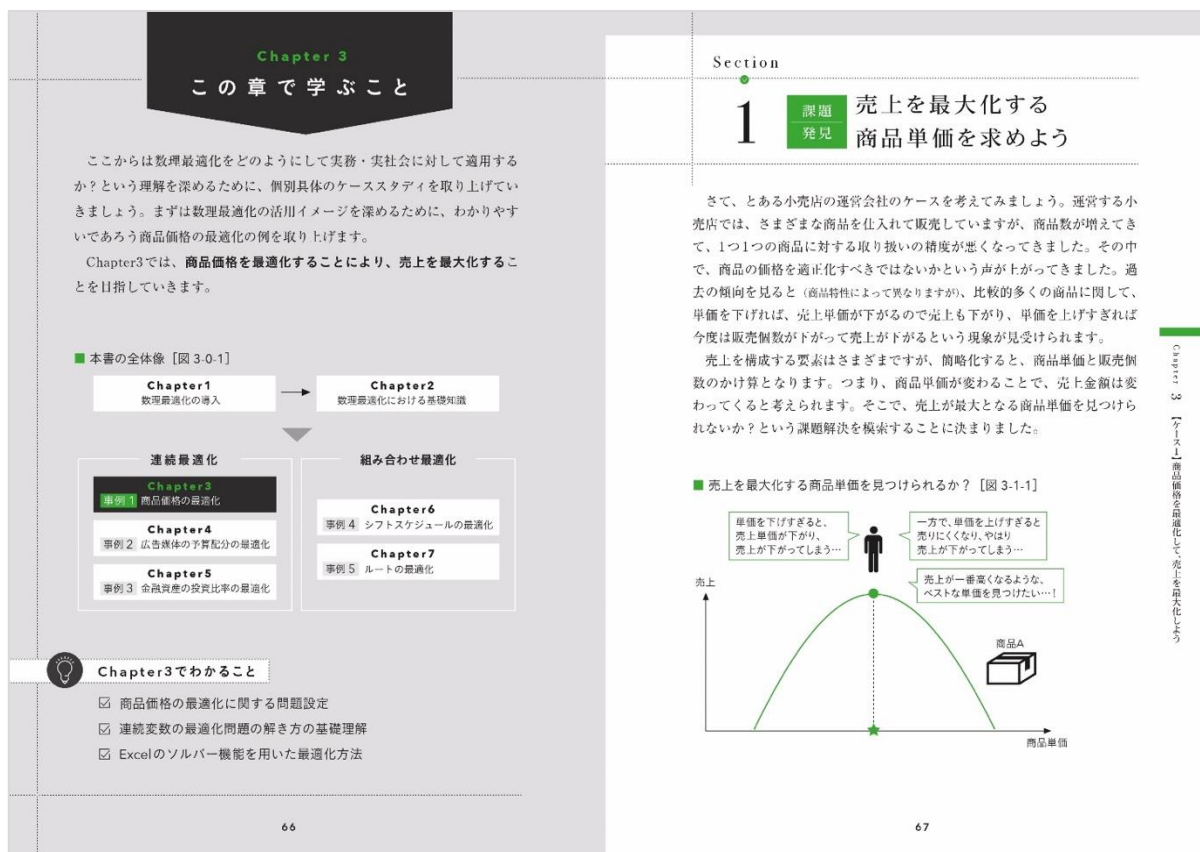 Chapter 3
この章で学ぶこと
ここからは数理最適化をどのようにして実務・実社会に対して適用する
か？という理解を深めるために、個別具体のケーススタディを取り上げてい
きましょう。まずは数理最適化の活用イメージを深めるために、わかりやす
いであろう商品価格の最適化の例を取り上げます。
Chapter3では、商品価格を最適化することにより、売上を最大化するこ
とを目指していきます。
■ 本書の全体像［図 3-0-1］
Chapter1
数理最適化の導入
Chapter2
数理最適化における基礎知識
連続最適化
Chapter3
事例 1 商品価格の最適化
Chapter4
事例 2 広告媒体の予算配分の最適化
Chapter5
事例 3 金融資産の投資比率の最適化
組み合わせ最適化
Chapter6
事例 4 シフトスケジュールの最適化
Chapter7
事例 5 ルートの最適化
Chapter3でわかること
☑ 商品価格の最適化に関する問題設定
☑ 連続変数の最適化問題の解き方の基礎理解
☑ Excelのソルバー機能を用いた最適化方法
66
Section
1
課題
発見
売上を最大化する
商品単価を求めよう
さて、とある小売店の運営会社のケースを考えてみましょう。運営する小
売店では、さまざまな商品を仕入れて販売していますが、商品数が増えてき
て、1つ1つの商品に対する取り扱いの精度が悪くなってきました。その中
で、商品の価格を適正化すべきではないかという声が上がってきました。過
去の傾向を見ると（商品特性によって異なりますが）、比較的多くの商品に関して、
単価を下げれば、売上単価が下がるので売上も下がり、単価を上げすぎれば
今度は販売個数が下がって売上が下がるという現象が見受けられます。
売上を構成する要素はさまざまですが、簡略化すると、商品単価と販売個
数のかけ算となります。つまり、商品単価が変わることで、売上金額は変
わってくると考えられます。そこで、売上が最大となる商品単価を見つけら
れないか？という課題解決を模索することに決まりました。
■ 売上を最大化する商品単価を見つけられるか？［図 3-1-1］
単価を下げすぎると、
売上単価が下がり、
売上が下がってしまう…
一方で、単価を上げすぎると
売りにくくなり、やはり
売上が下がってしまう…
売上が一番高くなるような、
ベストな単価を見つけたい…！
売上
商品A
商品単価
67
Chapter 3 【ケース1】商品価格を最適化して、売上を最大化しよう